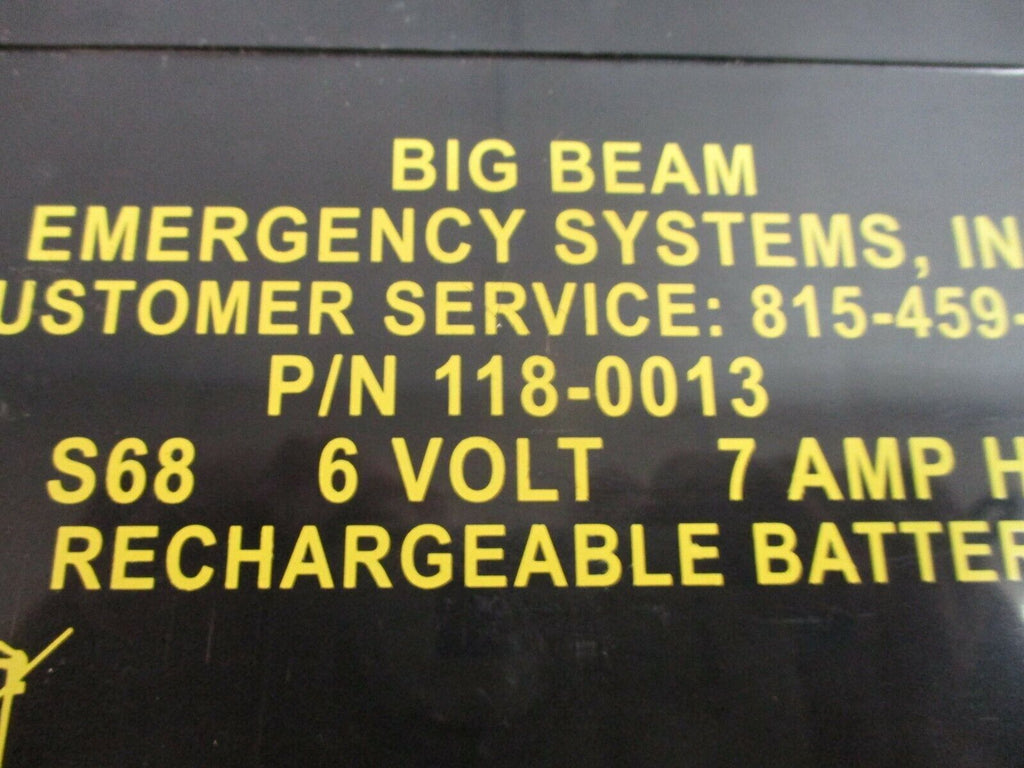 BIG BEAM
EMERGENCY SYSTEMS, IN
USTOMER SERVICE: 815-459-
P/N 118-0013
S68 6 VOLT 7 AMP H
RECHARGEABLE BATTER